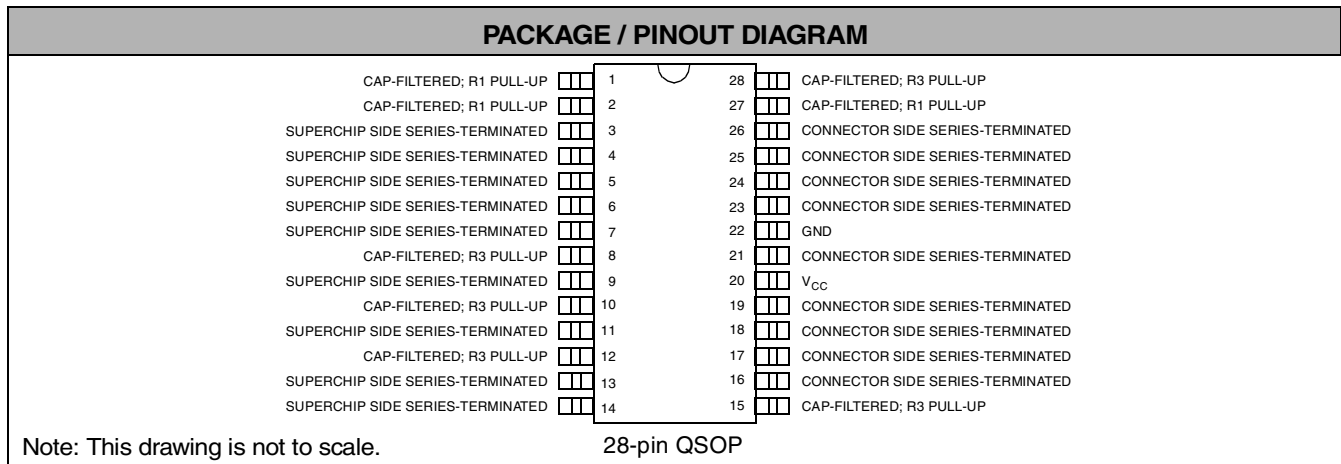 PACKAGE / PINOUT DIAGRAM
CAP-FILTERED; R1 PULL-UP 1 28 CAP-FILTERED; R3 PULL-UP
CAP-FILTERED; R1 PULL-UP 2 27 CAP-FILTERED; R1 PULL-UP
SUPERCHIP SIDE SERIES-TERMINATED 3 26 CONNECTOR SIDE SERIES-TERMINATED
SUPERCHIP SIDE SERIES-TERMINATED 4 25 CONNECTOR SIDE SERIES-TERMINATED
SUPERCHIP SIDE SERIES-TERMINATED 5 24 CONNECTOR SIDE SERIES-TERMINATED
SUPERCHIP SIDE SERIES-TERMINATED 6 23 CONNECTOR SIDE SERIES-TERMINATED
SUPERCHIP SIDE SERIES-TERMINATED 7 22 GND
CAP-FILTERED; R3 PULL-UP 8 21 CONNECTOR SIDE SERIES-TERMINATED
SUPERCHIP SIDE SERIES-TERMINATED 9 20 VCC
CAP-FILTERED; R3 PULL-UP 10 19 CONNECTOR SIDE SERIES-TERMINATED
SUPERCHIP SIDE SERIES-TERMINATED 11 18 CONNECTOR SIDE SERIES-TERMINATED
CAP-FILTERED; R3 PULL-UP 12 17 CONNECTOR SIDE SERIES-TERMINATED
SUPERCHIP SIDE SERIES-TERMINATED 13 16 CONNECTOR SIDE SERIES-TERMINATED
SUPERCHIP SIDE SERIES-TERMINATED 14 15 CAP-FILTERED; R3 PULL-UP
Note: This drawing is not to scale. 28-pin QSOP